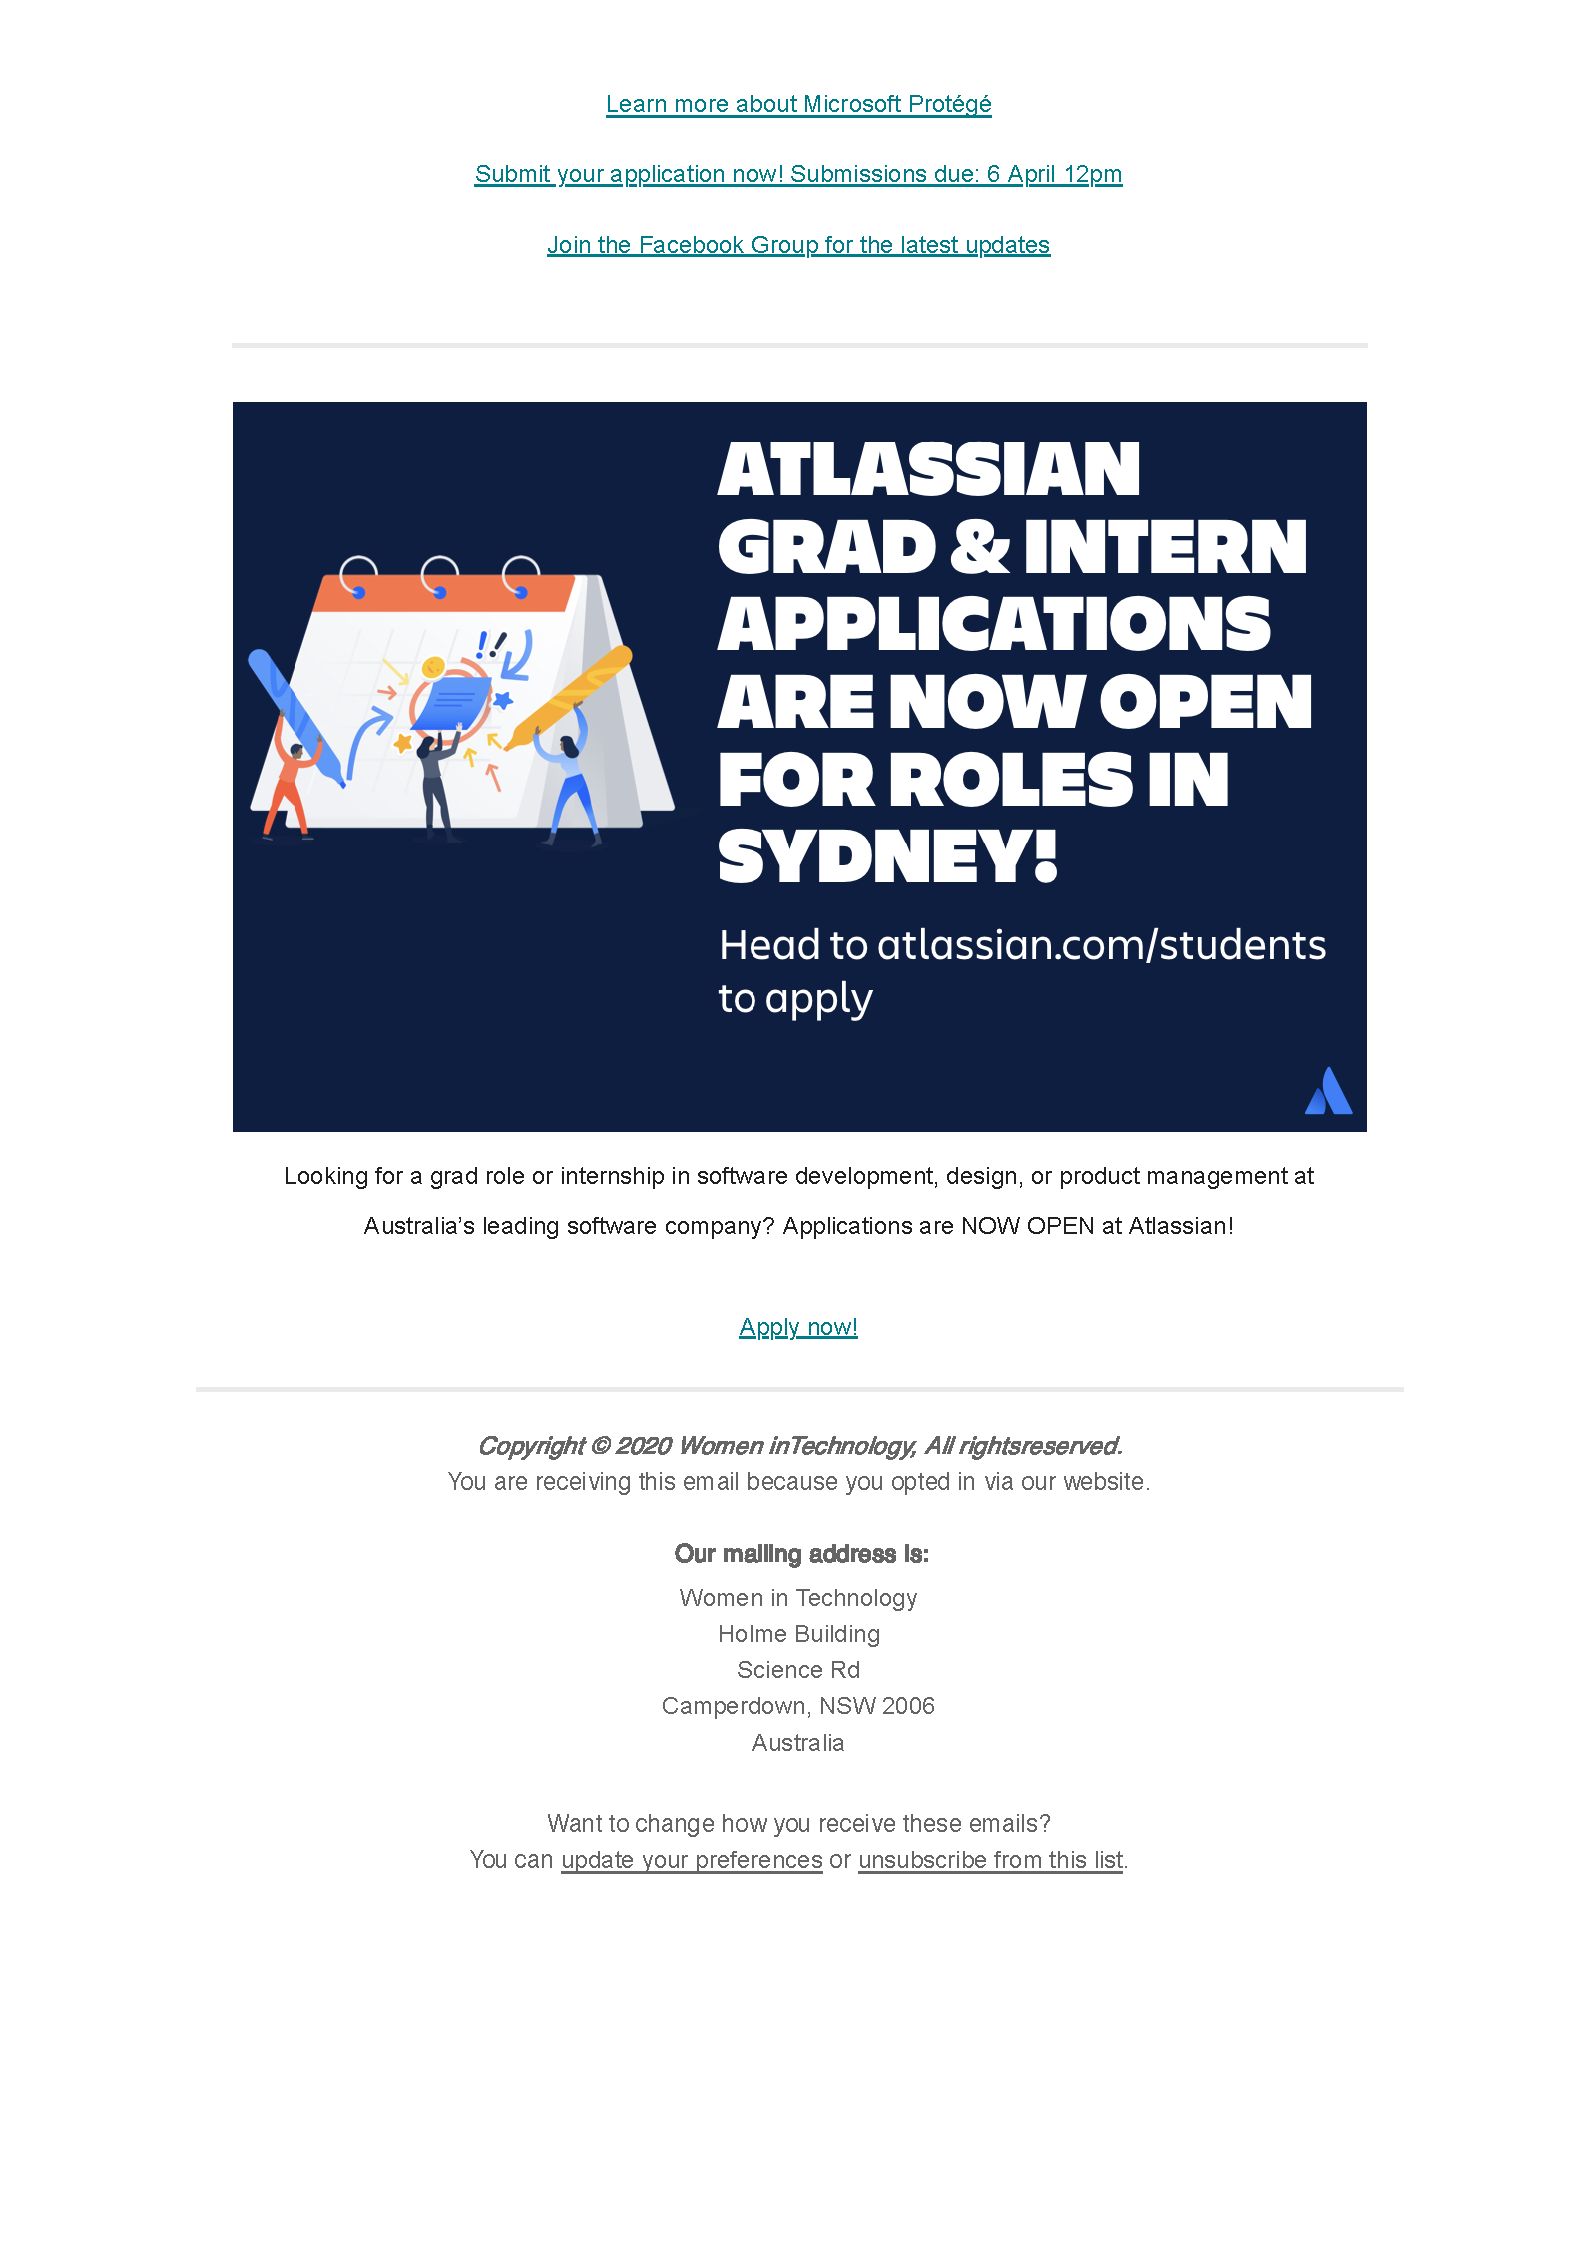 Learn more about Microsoft Protégé
Submit your application now! Submissions due: 6 April 12pm
Join the Facebook Group for the latest updates
ATLASSIAN
GRAD & INTERN
APPLICATIONS
ARE NOW OPEN
FOR ROLES IN
SYDNEY!
Head to atlassian.com/students
to apply
Looking for a grad role or internship in software development, design, or product management at
Australia's leading software company? Applications are NOW OPEN at Atlassian!
Apply now!
Copyright © 2020 Women inTechnology, All rightsreserved.
You are receiving this email because you opted in via our website.
Our mailing address is:
Women in Technology
Holme Building
Science Rd
Camperdown, NSW 2006
Australia
Want to change how you receive these emails?
You can update your preferences or unsubscribe from this list.